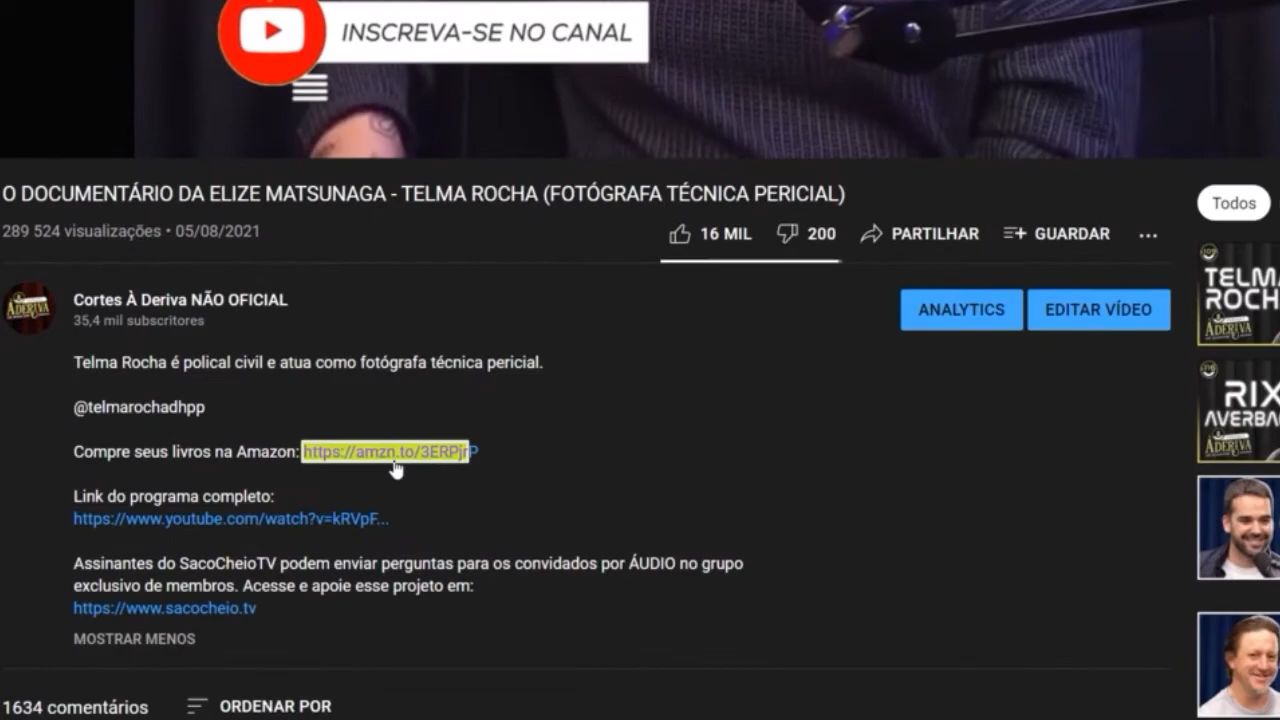 INSCREVA-SE NO CANAL
O DOCUMENTÁRIO DA ELIZE MATSUNAGA - TELMA ROCHA (FOTÓGRAFA TÉCNICA PERICIAL)
289 524 visualizações • 05/08/2021
16 MIL
200
PARTILHAR
GUARDAR
Todos
Cortes À Deriva NÃO OFICIAL
35,4 mil subscritores
ANALYTICS
EDITAR VÍDEO
Telma Rocha é polical civil e atua como fotógrafa técnica pericial.
@telmarochadhpp
Compre seus livros na Amazon: https://amzn.to/3ERPjrP
Link do programa completo:
https://www.youtube.com/watch?v=kRVpF...
Assinantes do SacoCheioTV podem enviar perguntas para os convidados por ÁUDIO no grupo
exclusivo de membros. Acesse e apoie esse projeto em:
https://www.sacocheio.tv
MOSTRAR MENOS
1634 comentários
ORDENAR POR
TELMA
ROCH
ÀDERIVA
RIX
AVERBA
ÀDERIVA